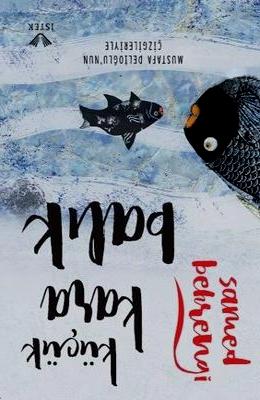 samed
behrengi
küçük
kara
balık
MUSTAFA DELİOĞLU'NUN
ÇİZGİLERİYLE
İSTEK